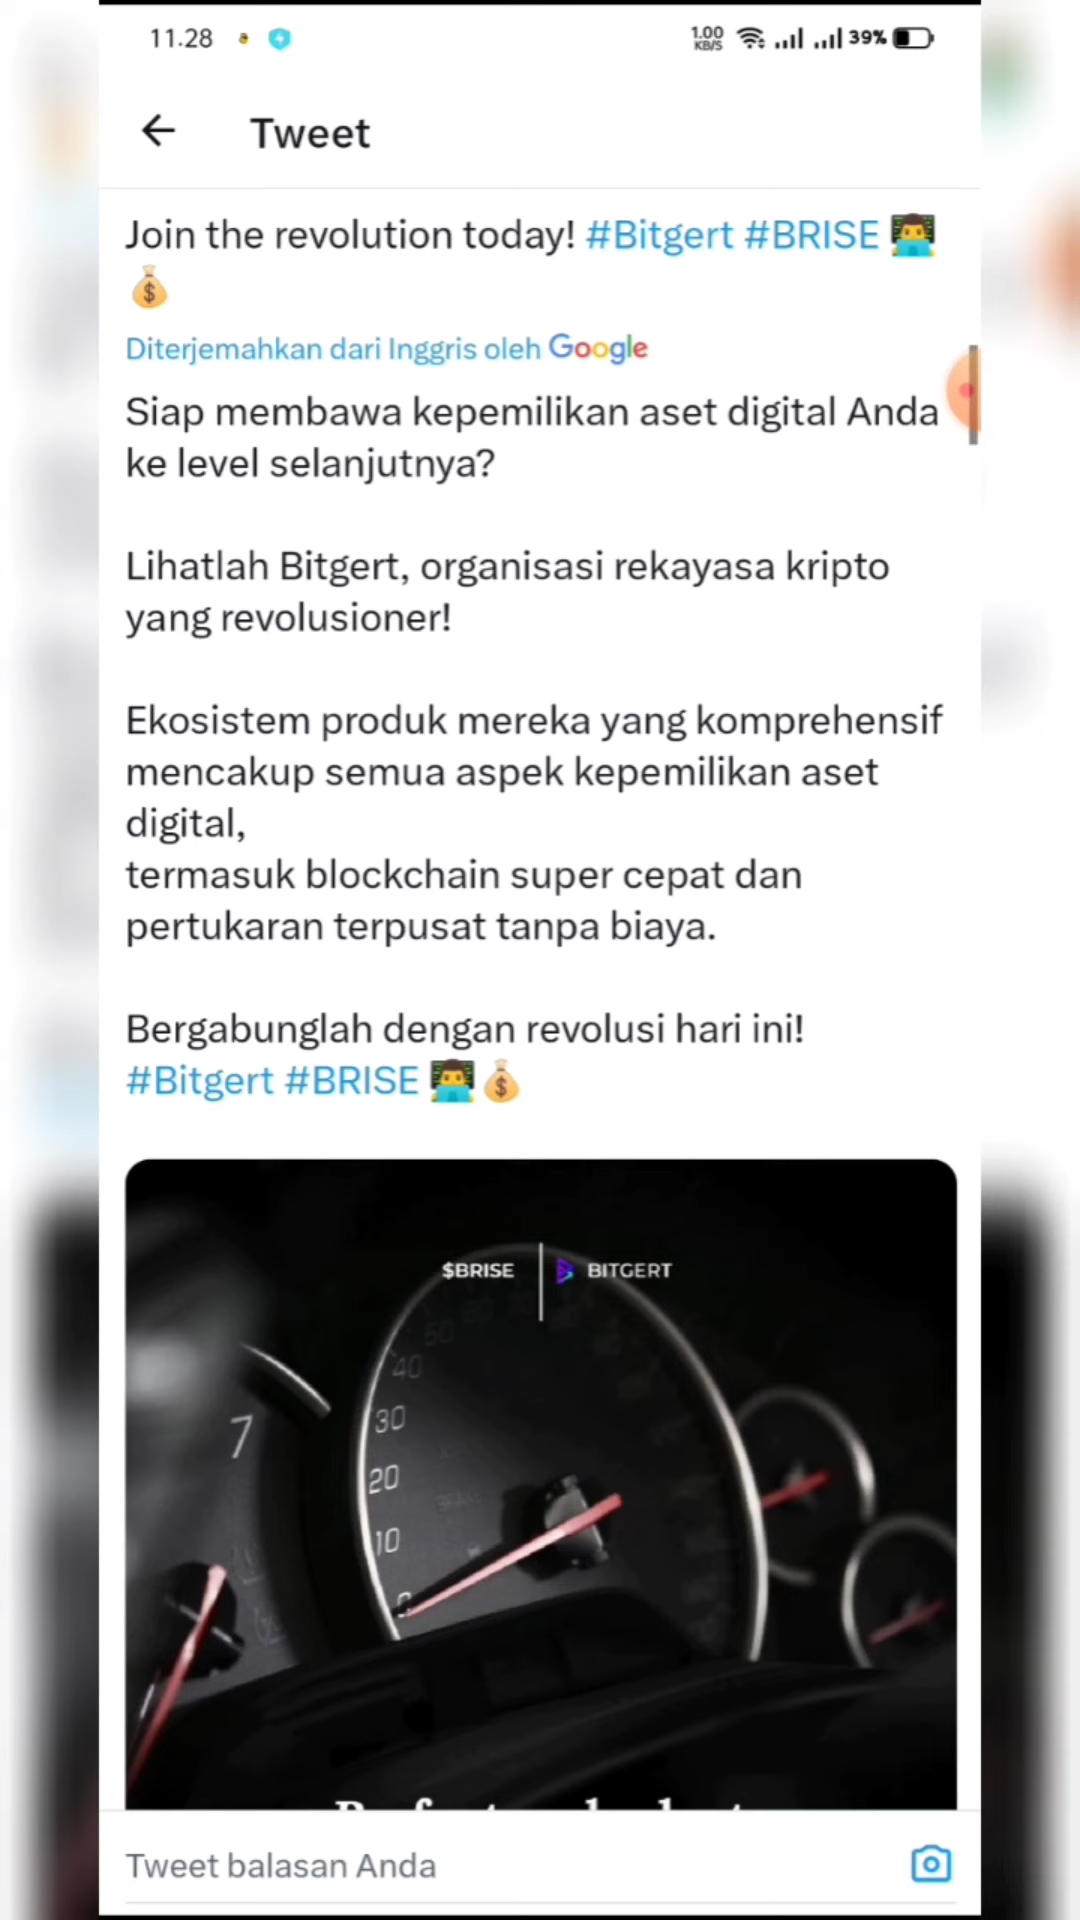 11.28
1.00
KB/S
39%
Tweet
Join the revolution today! #Bitgert #BRISE
Diterjemahkan dari Inggris oleh Google
Siap membawa kepemilikan aset digital Anda
ke level selanjutnya?
Lihatlah Bitgert, organisasi rekayasa kripto
yang revolusioner!
Ekosistem produk mereka yang komprehensif
mencakup semua aspek kepemilikan aset
digital,
termasuk blockchain super cepat dan
pertukaran terpusat tanpa biaya.
Bergabunglah dengan revolusi hari ini!
#Bitgert #BRISE
$BRISE
BITGERT
50
40
30
20
10
0
7
Tweet balasan Anda